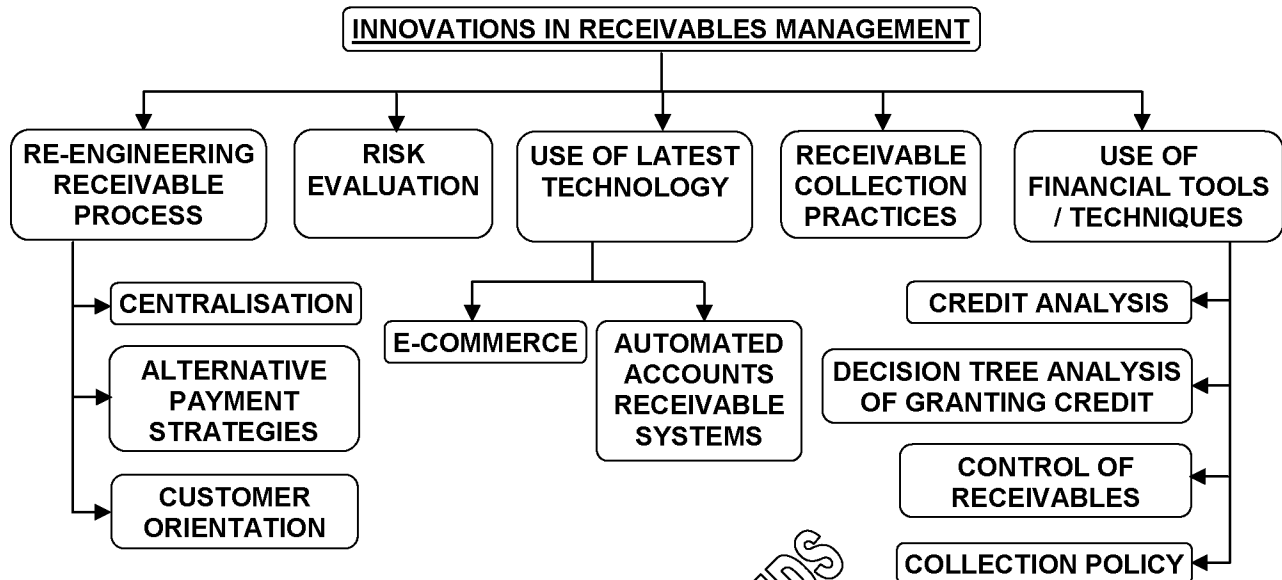 INNOVATIONS IN RECEIVABLES MANAGEMENT
RE-ENGINEERING
RECEIVABLE
PROCESS
RISK
EVALUATION
USE OF LATEST
TECHNOLOGY
RECEIVABLE
COLLECTION
PRACTICES
USE OF
FINANCIAL TOOLS
/ TECHNIQUES
CENTRALISATION
ALTERNATIVE
PAYMENT
STRATEGIES
CUSTOMER
ORIENTATION
E-COMMERCE
AUTOMATED
ACCOUNTS
RECEIVABLE
SYSTEMS
CREDIT ANALYSIS
DECISION TREE ANALYSIS
OF GRANTING CREDIT
CONTROL OF
RECEIVABLES
COLLECTION POLICY